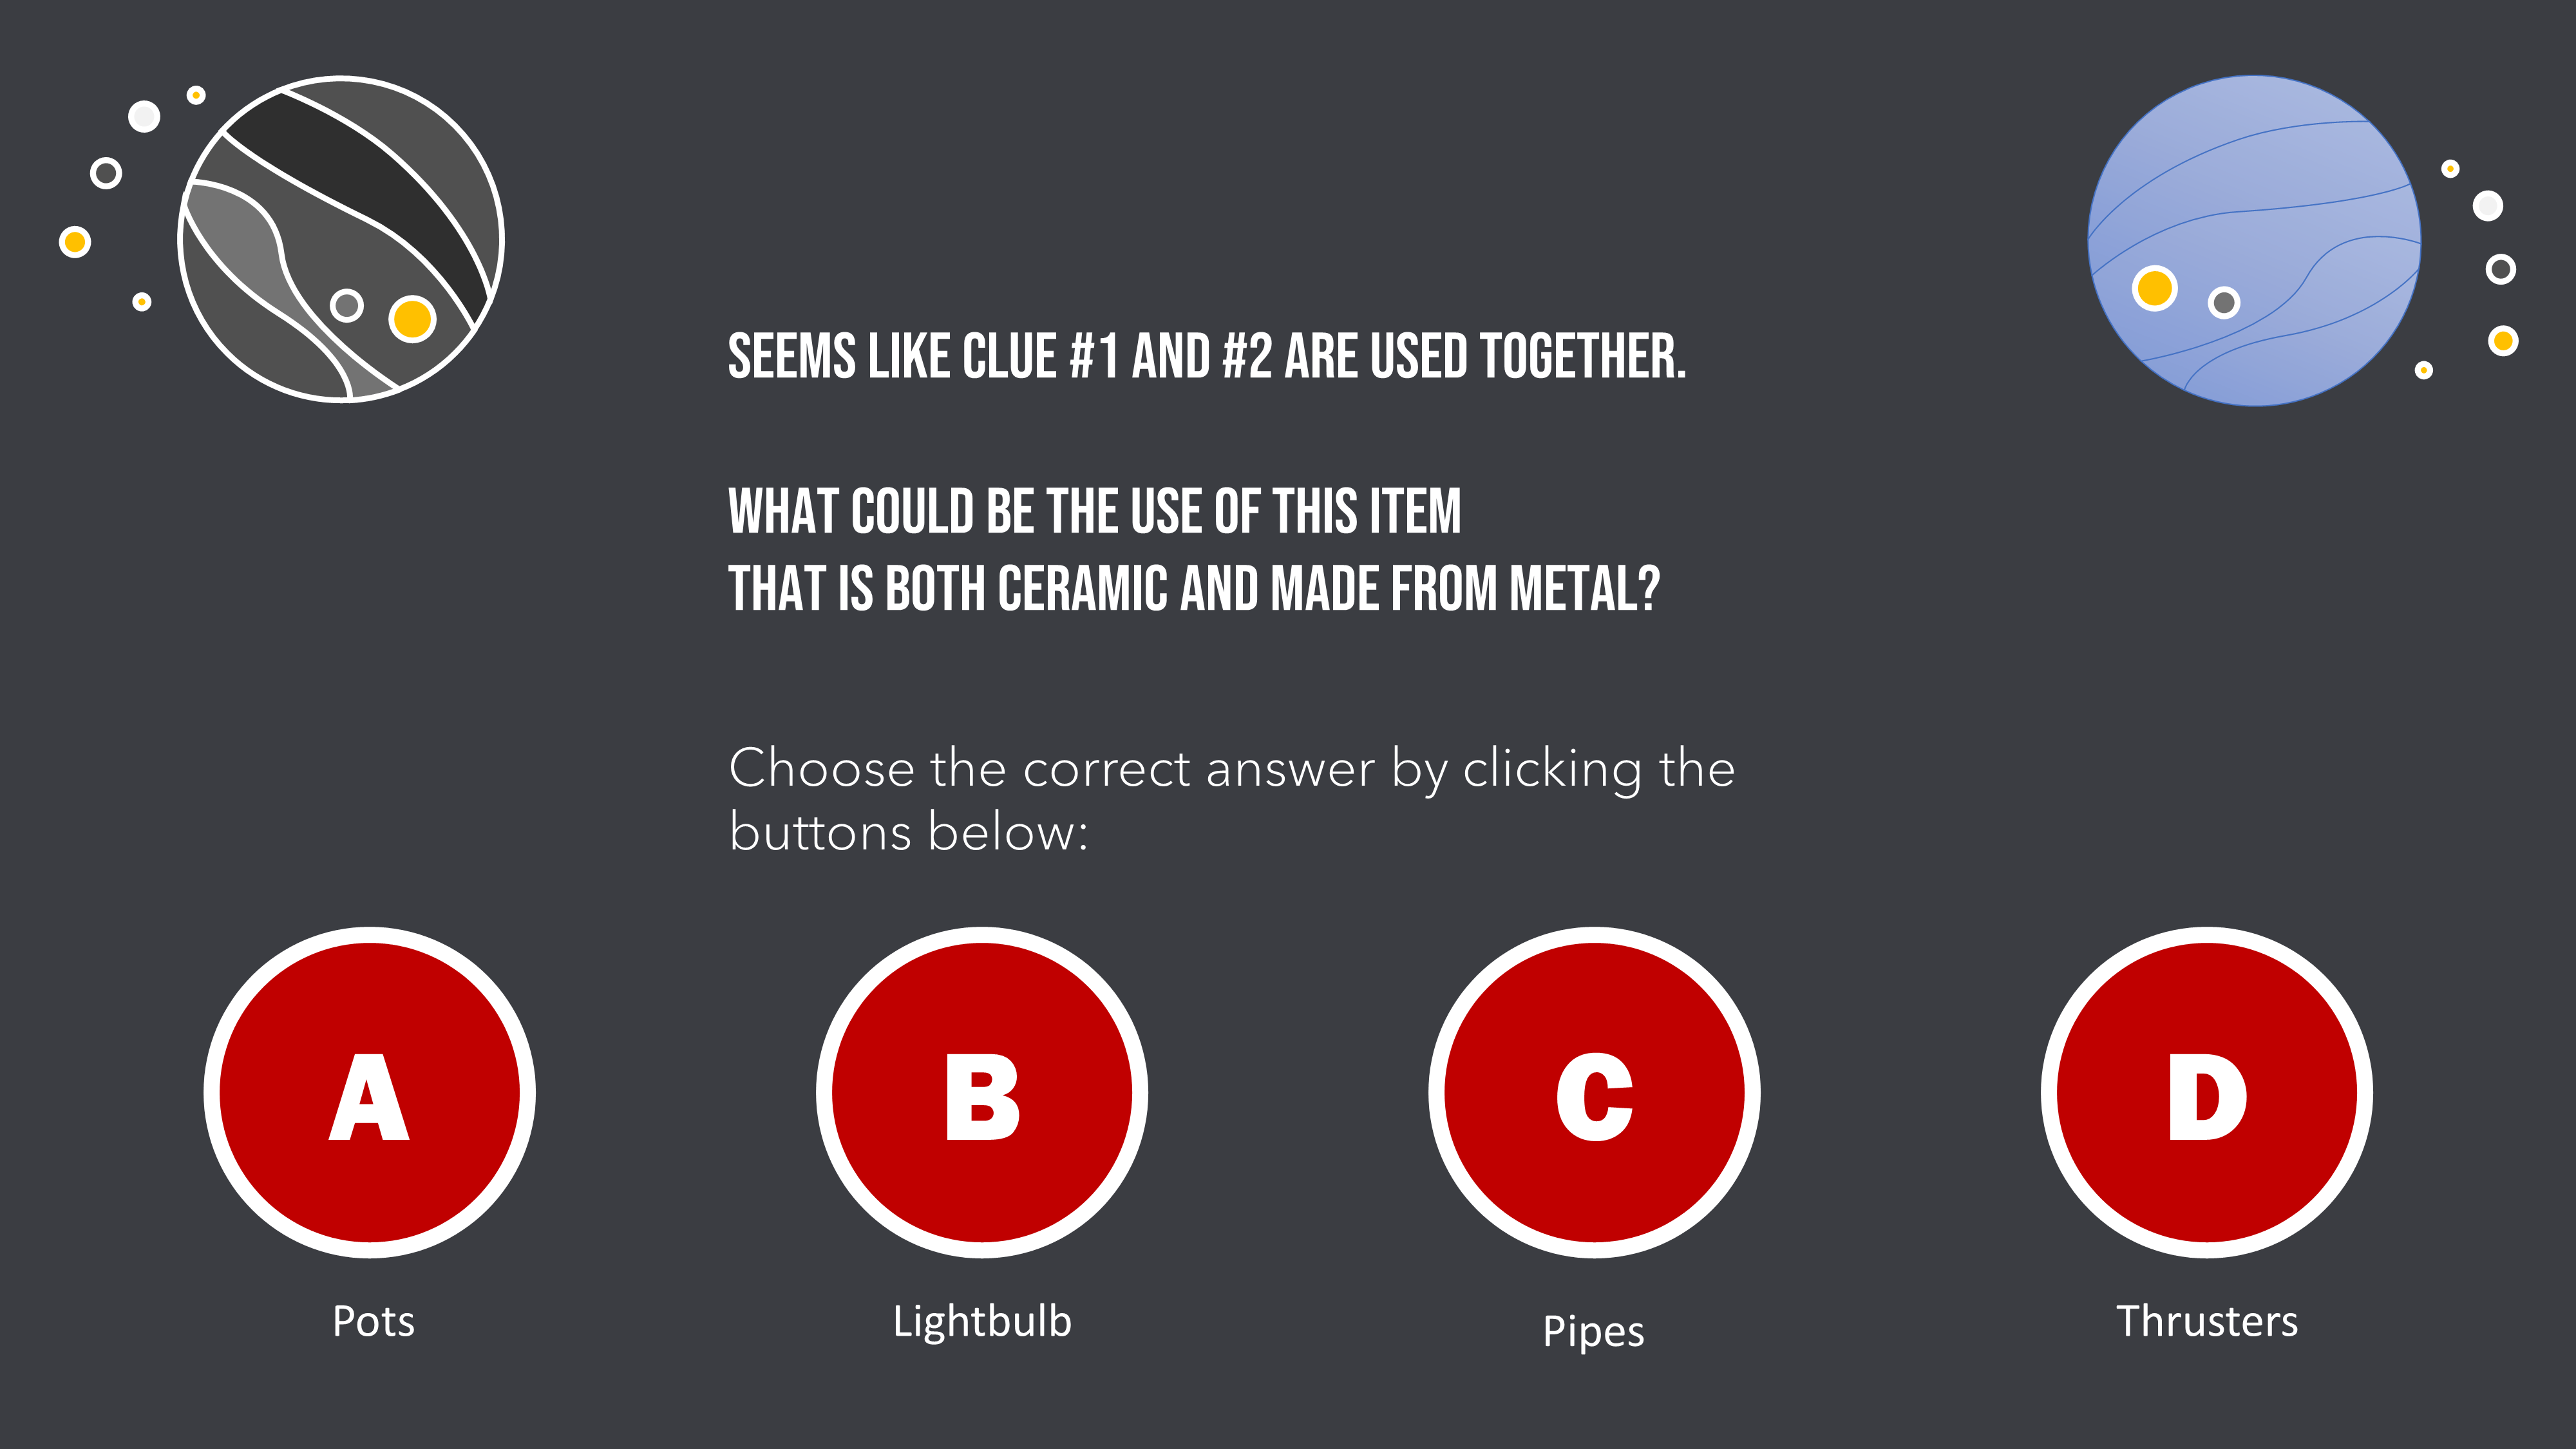 SEEMS LIKE CLUE #1 AND #2 ARE USED TOGETHER.
WHAT COULD BE THE USE OF THIS ITEM
THAT IS BOTH CERAMIC AND MADE FROM METAL?
Choose the correct answer by clicking the
buttons below:
A
B
C
D
Pots
Lightbulb
Pipes
Thrusters